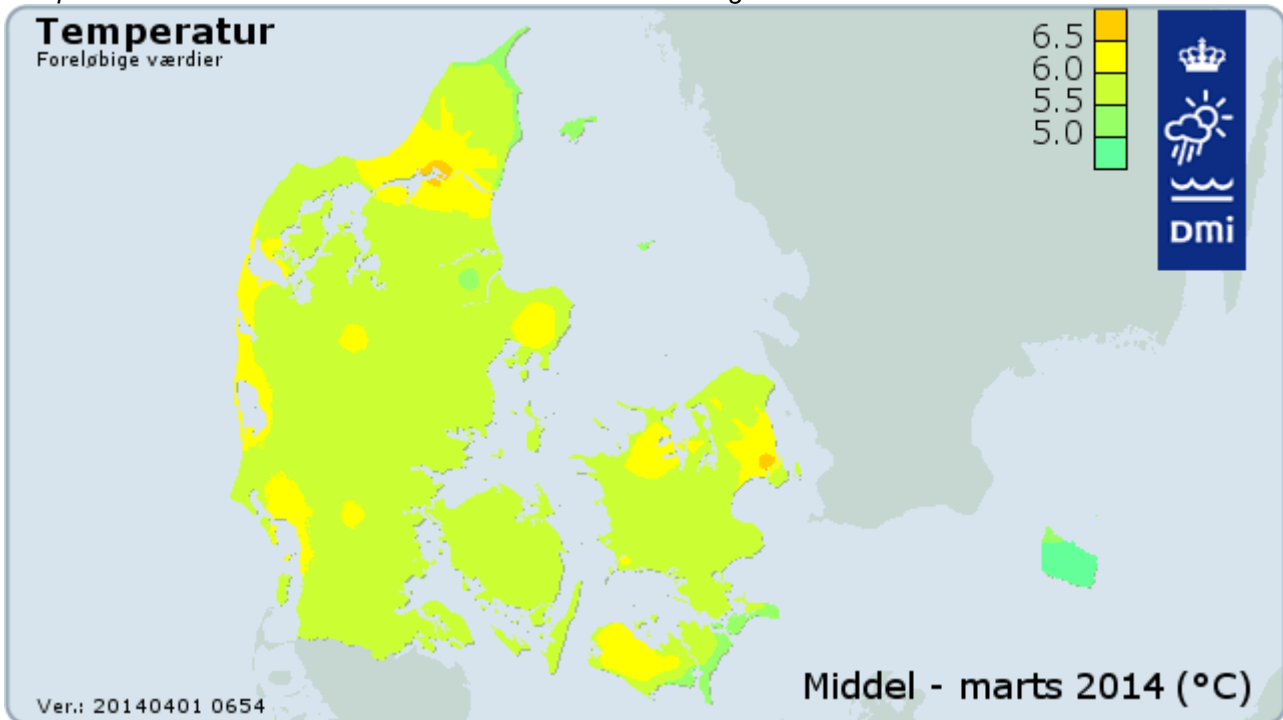 Temperatur
Foreløbige værdier
6.5
6.0
5.5
5.0
DMi
Middel - marts 2014 (°C)
Ver.: 20140401 0654